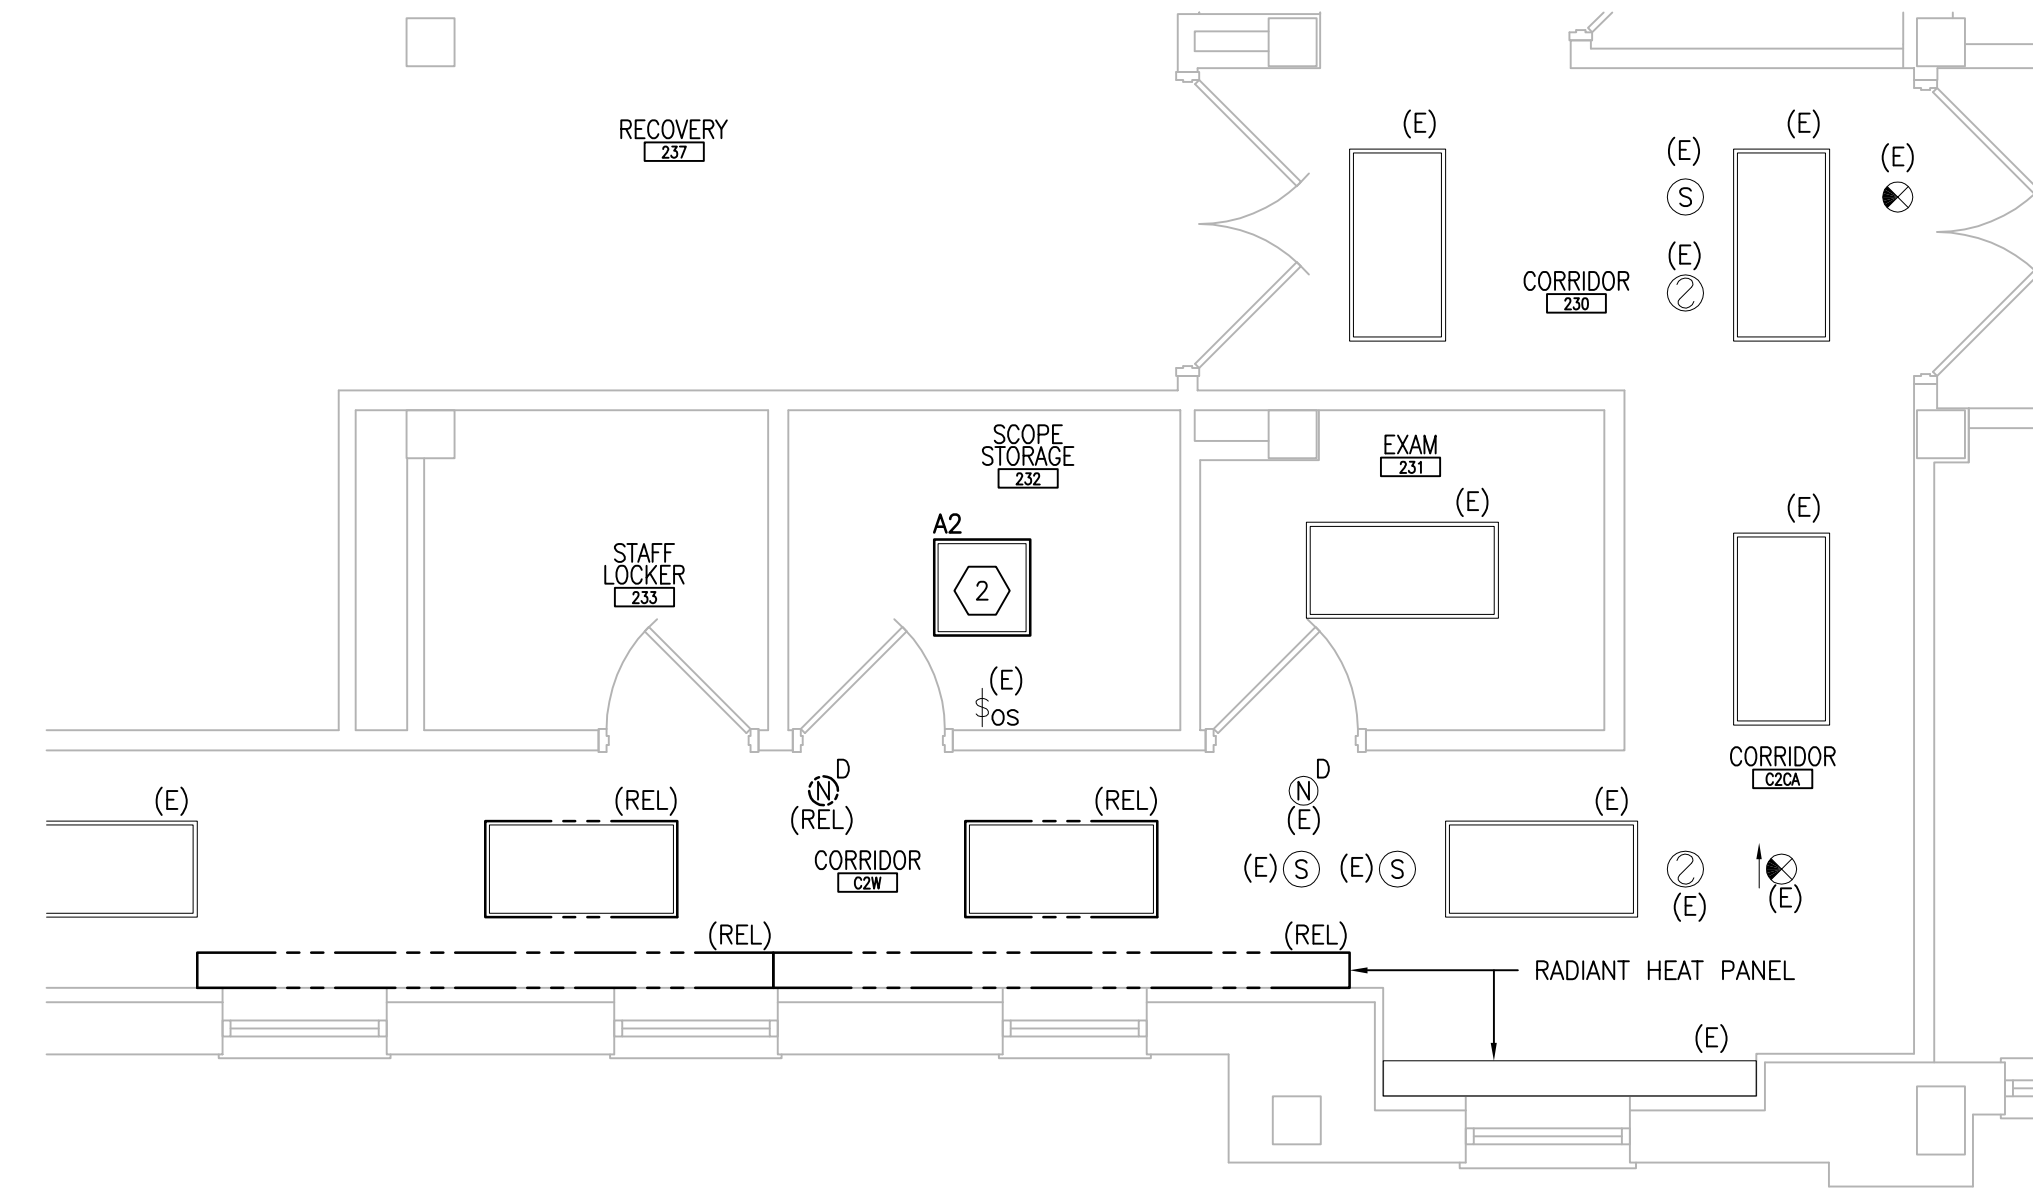 (E)
(E)
RECOVERY
237
(E)
S
(E)
(E)
CORRIDOR
230
SCOPE
STORAGE
232
EXAM
231
(E)
(E)
A2
2
STAFF
LOCKER
233
(E)
$OS
CORRIDOR
C2CA
D
N
(REL)
D
N
(E)
(E)
(REL)
(REL)
(E)
CORRIDOR
C2W
(E) S
(E) S
(E)
(E)
(REL)
(REL)
RADIANT HEAT PANEL
(E)